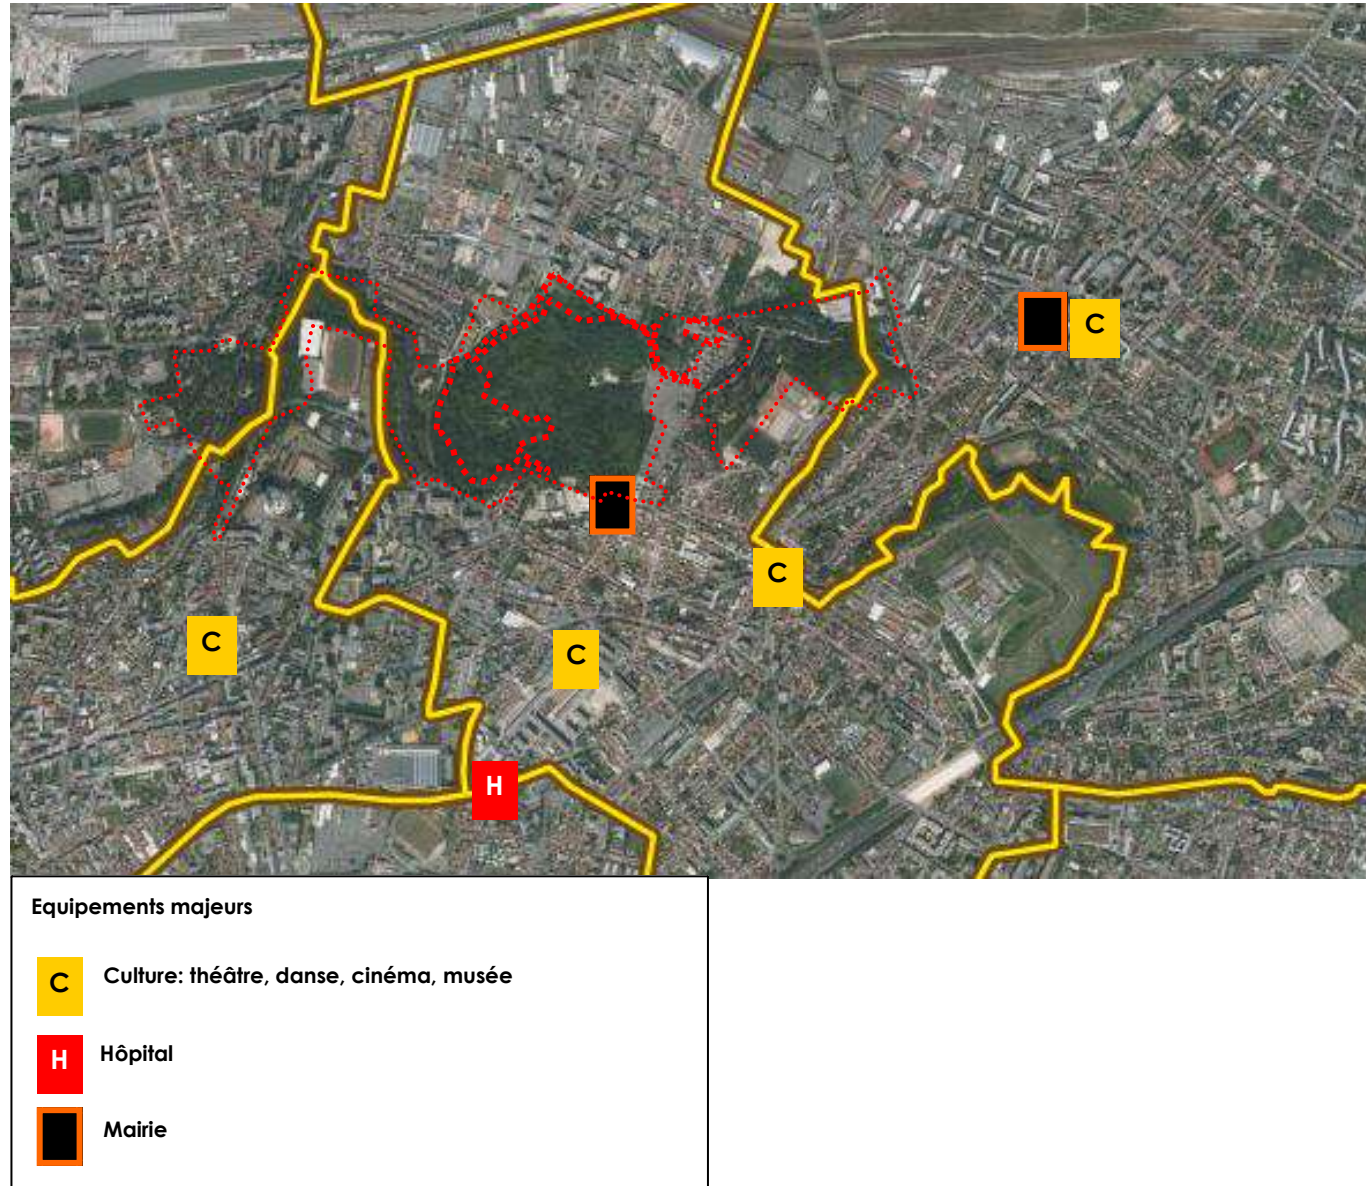 C
C
C
C
H
Equipements majeurs
C Culture: théâtre, danse, cinéma, musée
H Hôpital
Mairie